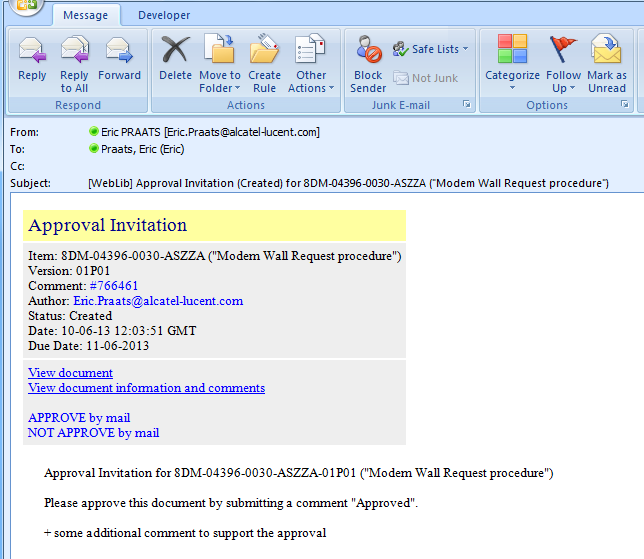 Message Developer
Reply Reply to All Forward
Respond
Delete Move to Folder Create Rule Other Actions
Actions
Block Sender Safe Lists Not Junk
Junk E-mail
Categorize Follow Up Mark as Unread
Options
From: Eric PRAATS [Eric.Praats@alcatel-lucent.com]
To: Praats, Eric (Eric)
Cc:
Subject: [WebLib] Approval Invitation (Created) for 8DM-04396-0030-ASZZA ("Modem Wall Request procedure")
Approval Invitation
Item: 8DM-04396-0030-ASZZA ("Modem Wall Request procedure")
Version: 01P01
Comment: #766461
Author: Eric.Praats@alcatel-lucent.com
Status: Created
Date: 10-06-13 12:03:51 GMT
Due Date: 11-06-2013
View document
View document information and comments
APPROVE by mail
NOT APPROVE by mail
Approval Invitation for 8DM-04396-0030-ASZZA-01P01 ("Modem Wall Request procedure")
Please approve this document by submitting a comment "Approved".
+ some additional comment to support the approval